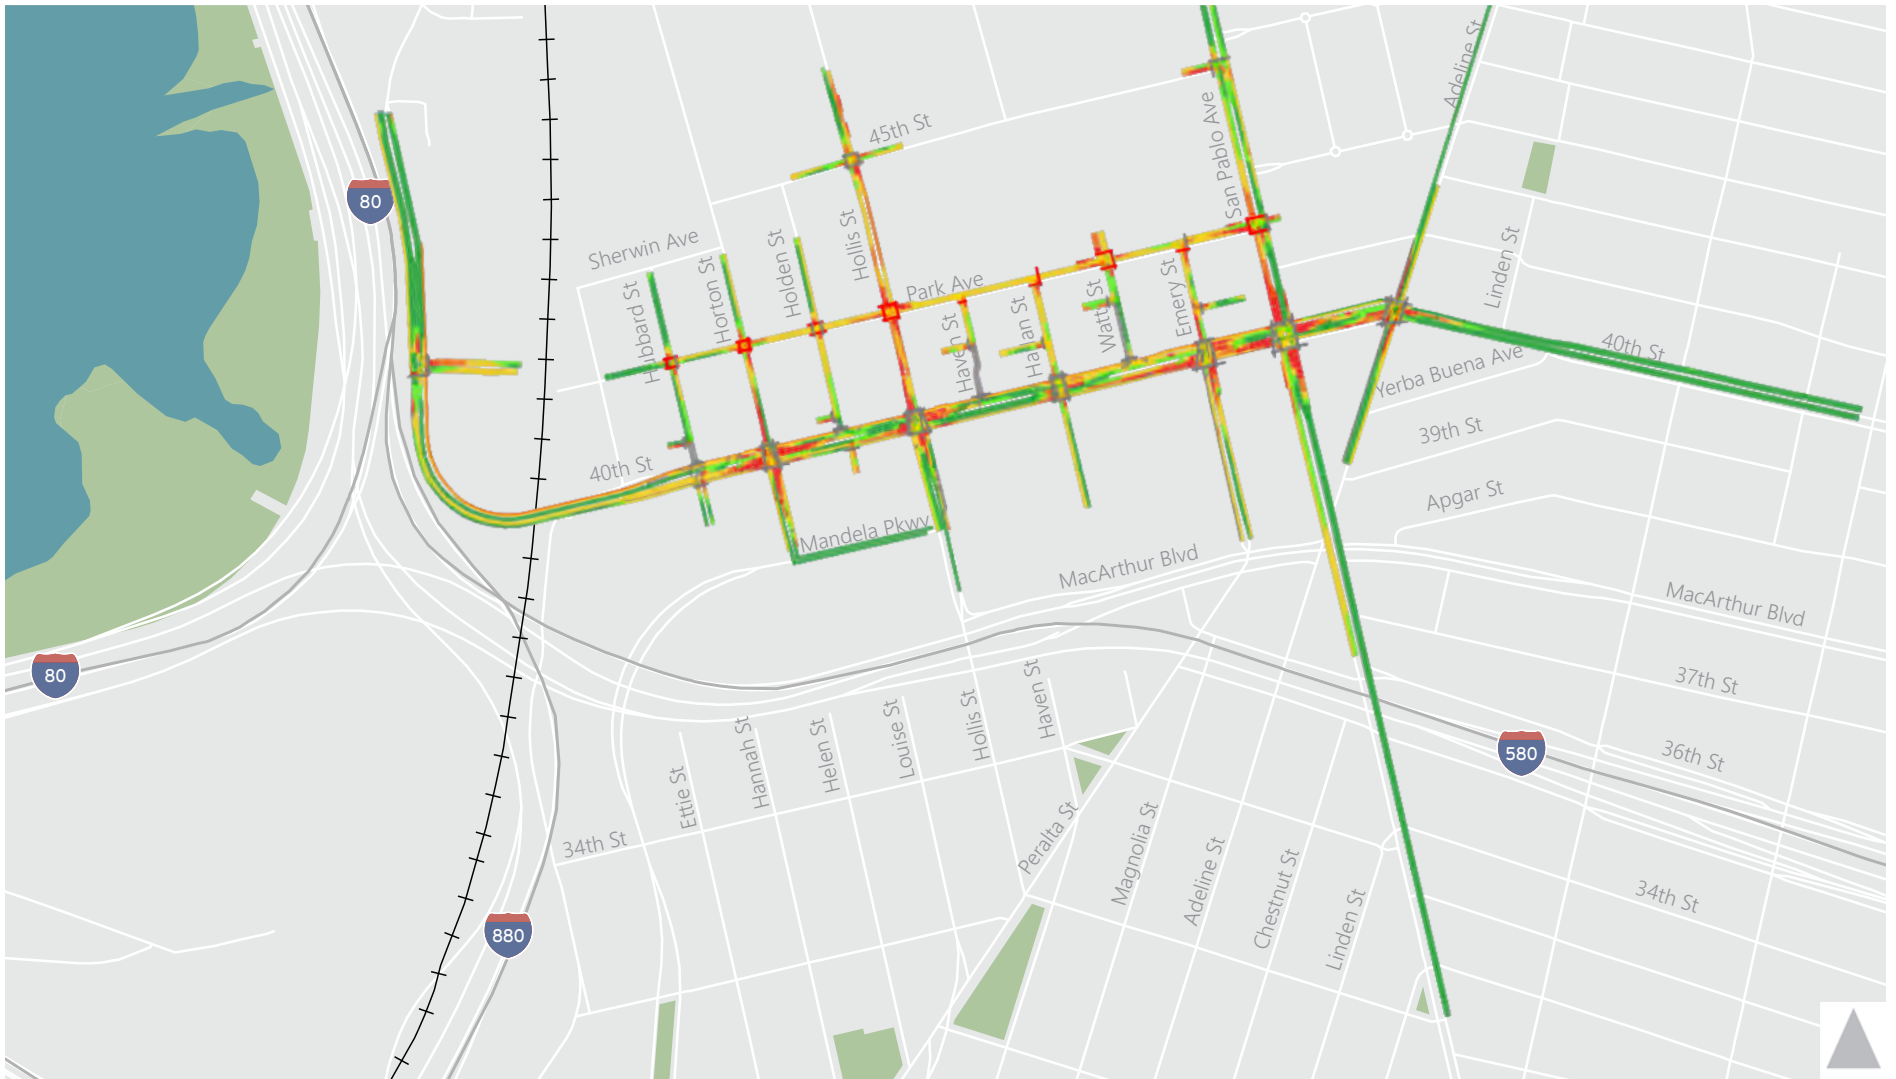 Adeline St
45th St
80
San Pablo Ave
Sherwin Ave
Hollis St
Holden St
Horton St
Hubbard St
Park Ave
Linden St
Emery St
Watts St
Harlan St
Haven St
40th St
Yerba Buena Ave
39th St
40th St
Apgar St
Mandela Pkwy
MacArthur Blvd
MacArthur Blvd
80
37th St
Haven St
Hollis St
Louise St
Helen St
Hannah St
Ettie St
580
36th St
34th St
Peralta St
Magnolia St
Adeline St
Chestnut St
Linden St
34th St
880